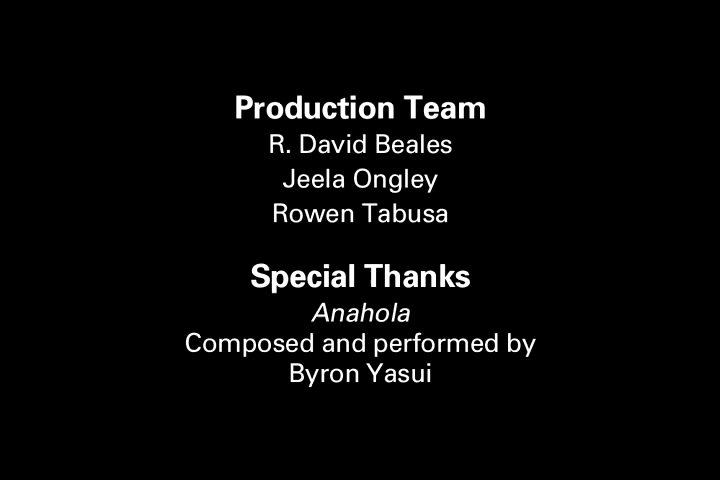 Production Team
R. David Beales
Jeela Ongley
Rowen Tabusa
Special Thanks
Anahola
Composed and performed by
Byron Yasui